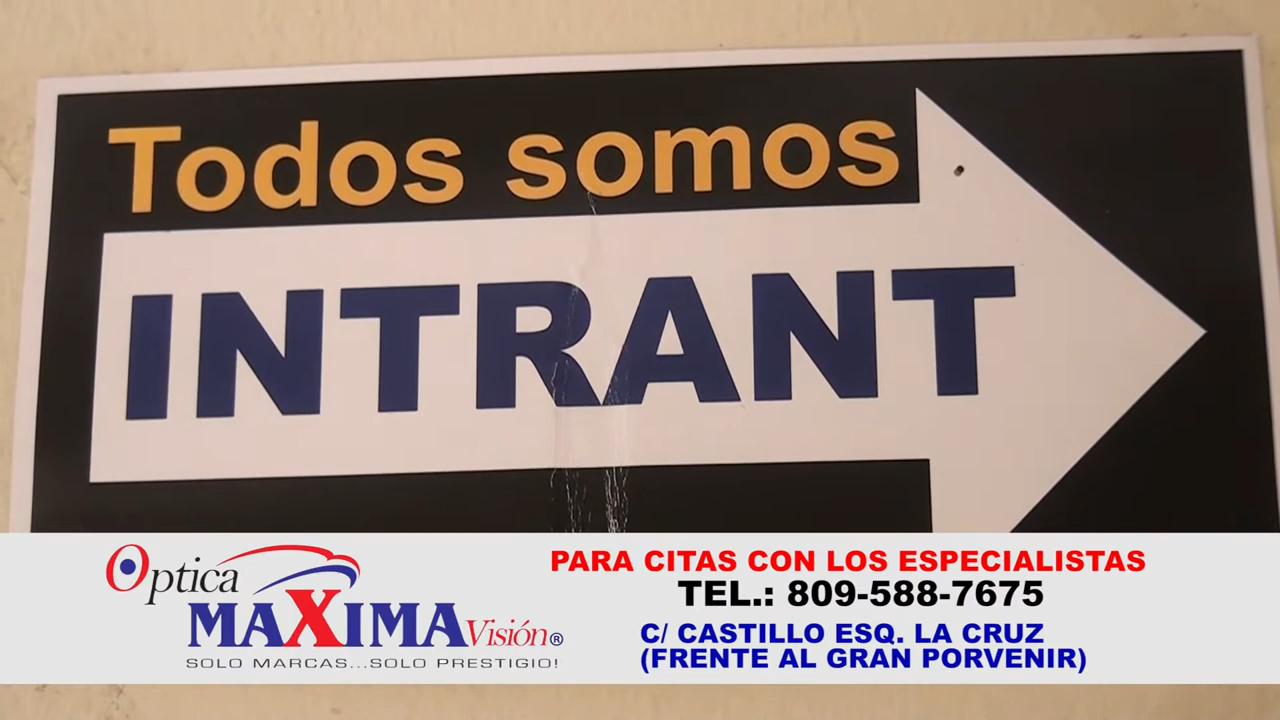 Todos somos
INTRANT
Optica
MAXIMA Visión®
SOLO MARCAS...SOLO PRESTIGIO!
PARA CITAS CON LOS ESPECIALISTAS
TEL.: 809-588-7675
C/ CASTILLO ESQ. LA CRUZ
(FRENTE AL GRAN PORVENIR)